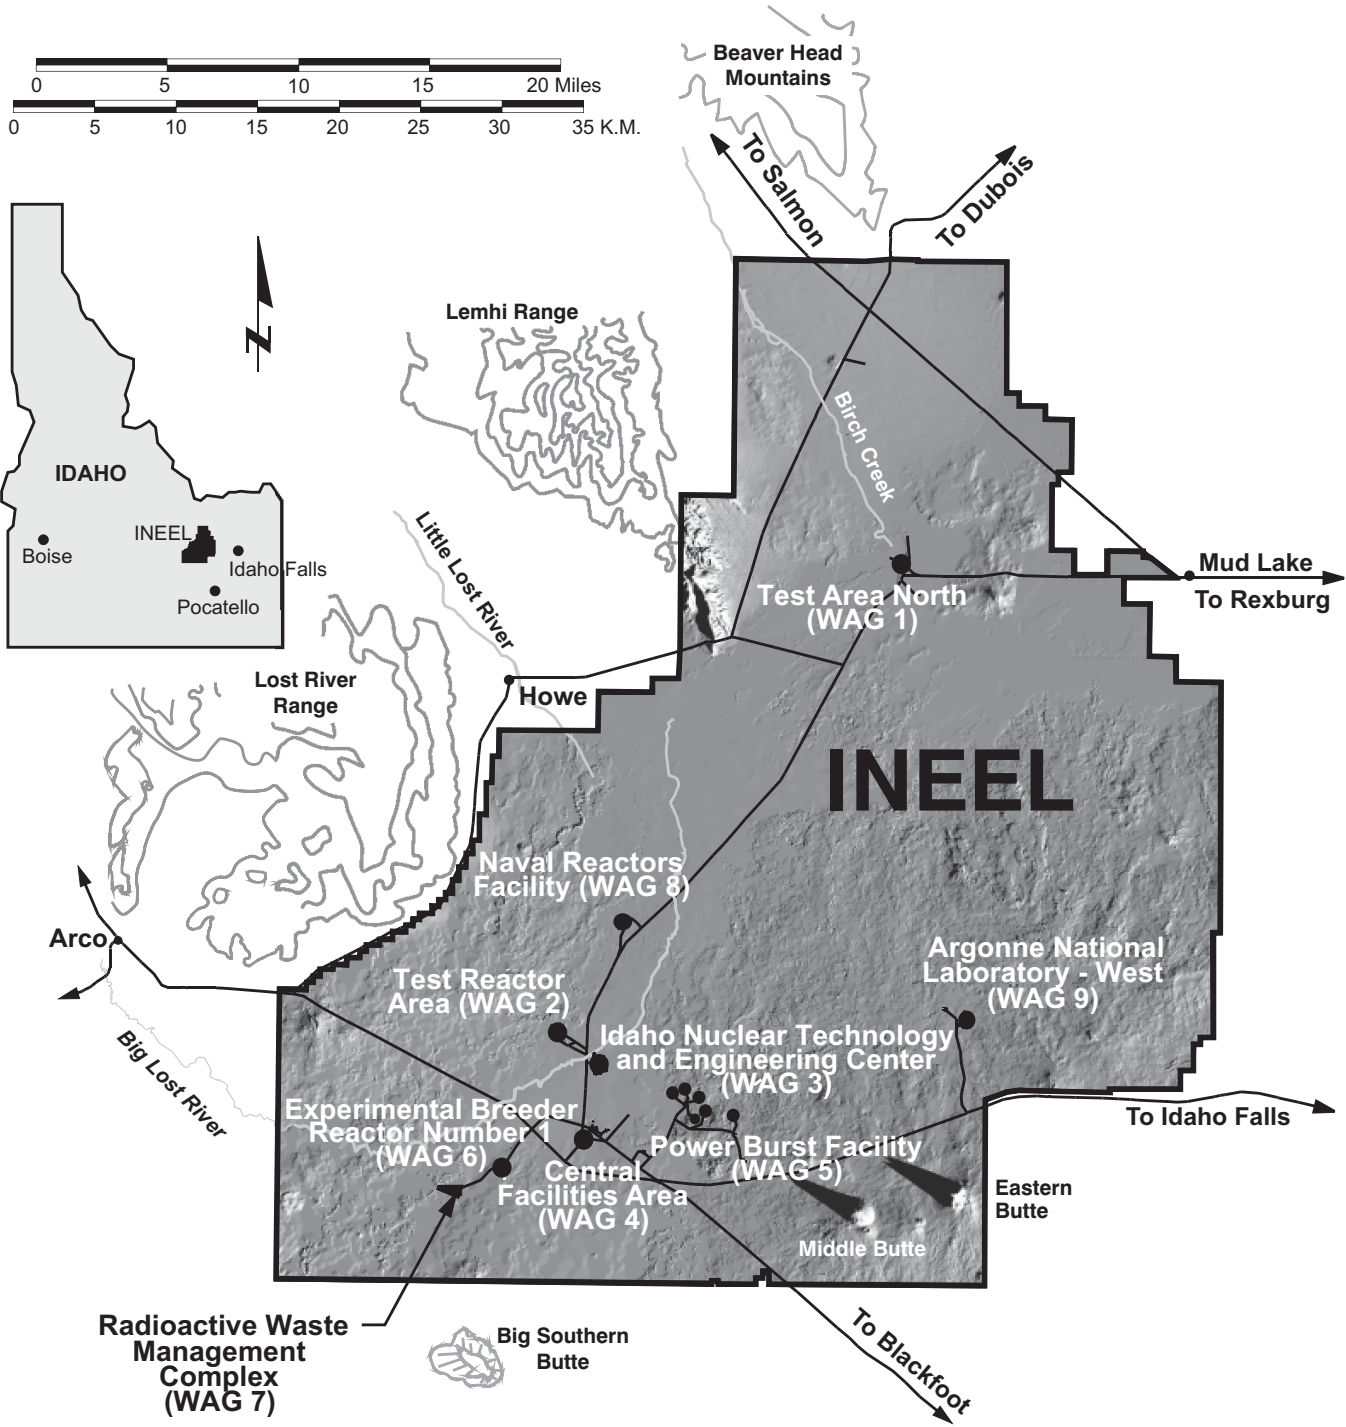 Beaver Head
Mountains
0 5 10 15 20 Miles
0 5 10 15 20 25 30 35 K.M.
To Salmon
To Dubois
N
Lemhi Range
Birch Creek
IDAHO
INEEL
Boise
Idaho Falls
Pocatello
Little Lost River
Mud Lake
To Rexburg
Test Area North
(WAG 1)
Lost River
Range
Howe
INEEL
Naval Reactors
Facility (WAG 8)
Arco
Argonne National
Laboratory - West
(WAG 9)
Test Reactor
Area (WAG 2)
Idaho Nuclear Technology
and Engineering Center
(WAG 3)
Big Lost River
Experimental Breeder
Reactor Number 1
(WAG 6)
To Idaho Falls
Power Burst Facility
(WAG 5)
Central
Facilities Area
(WAG 4)
Eastern
Butte
Middle Butte
Radioactive Waste
Management
Complex
(WAG 7)
Big Southern
Butte
To Blackfoot